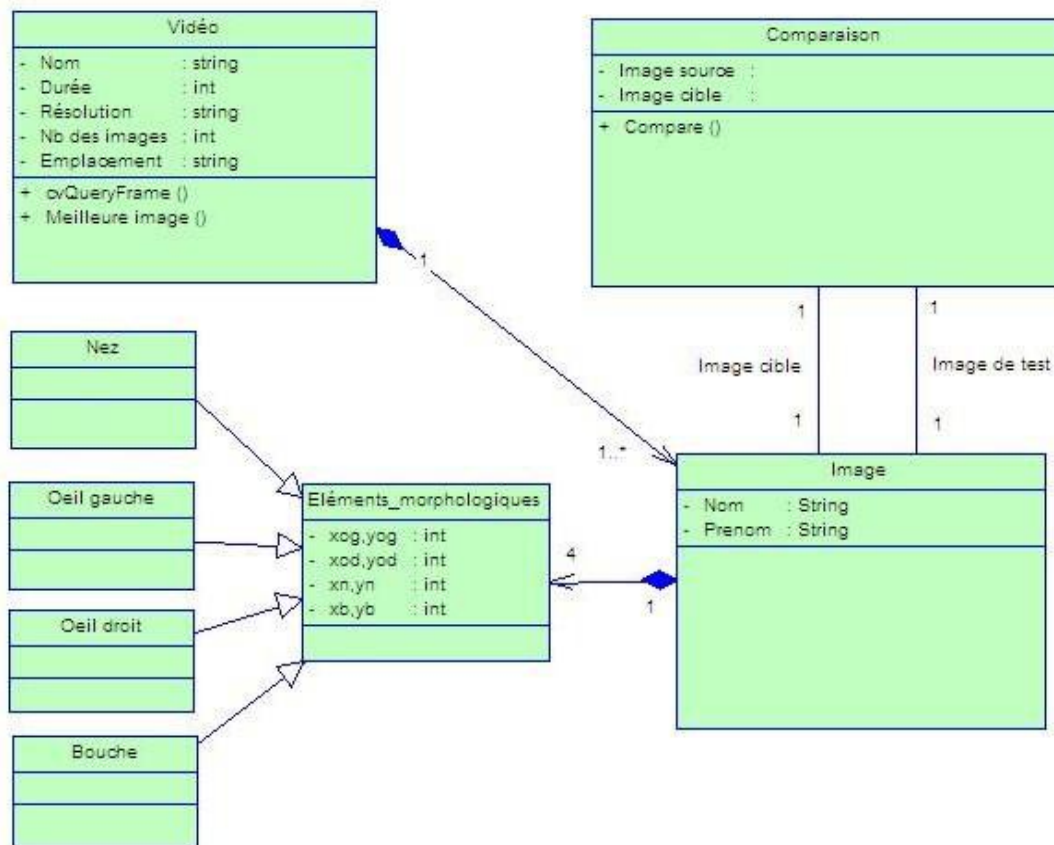 Vidéo
- Nom : string
- Durée : int
- Résolution : string
- Nb des images : int
- Emplacement : string
+ cvQueryFrame ()
+ Meilleure image ()
Comparaison
- Image source :
- Image cible :
+ Compare ()
1
1..*
1
1
Image cible
Image de test
1
1
Nez
Oeil gauche
Oeil droit
Bouche
Eléments_morphologiques
- xog,yog : int
- xod,yod : int
- xn,yn : int
- xb,yb : int
4
1
Image
- Nom : String
- Prenom : String